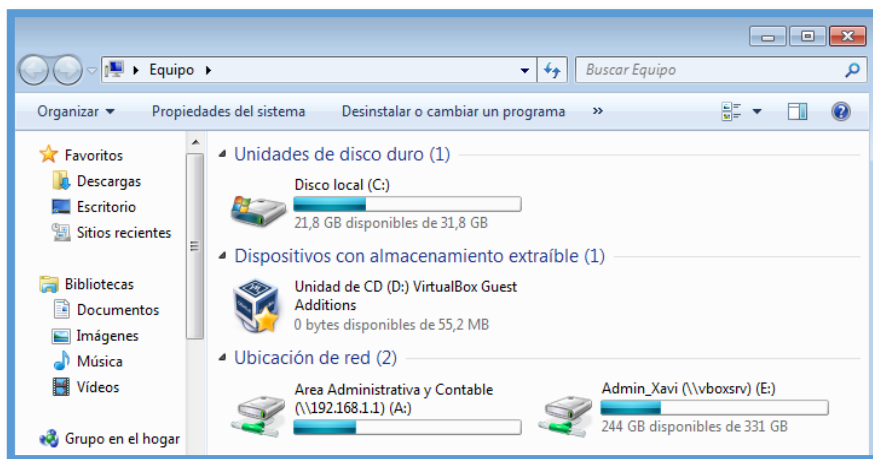 Equipo
Buscar Equipo
Organizar
Propiedades del sistema
Desinstalar o cambiar un programa
»
Favoritos
Descargas
Escritorio
Sitios recientes
Bibliotecas
Documentos
Imágenes
Música
Vídeos
Grupo en el hogar
Unidades de disco duro (1)
Disco local (C:)
21,8 GB disponibles de 31,8 GB
Dispositivos con almacenamiento extraíble (1)
Unidad de CD (D:) VirtualBox Guest
Additions
0 bytes disponibles de 55,2 MB
Ubicación de red (2)
Area Administrativa y Contable
(\\192.168.1.1) (A:)
Admin_Xavi (\\vboxsrv) (E:)
244 GB disponibles de 331 GB